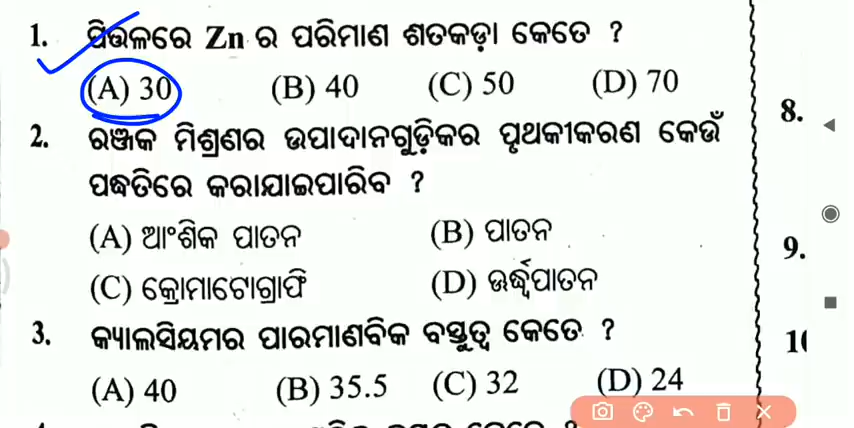 1. ପିତ୍ତଳରେ Zn ର ପରିମାଣ ଶତକଡ଼ା କେତେ ?
(A) 30 (B) 40 (C) 50 (D) 70
2. ରଞ୍ଜକ ମିଶ୍ରଣର ଉପାଦାନଗୁଡ଼ିକର ପୃଥକୀକରଣ କେଉଁ
ପଦ୍ଧତିରେ କରାଯାଇପାରିବ ?
(A) ଆଂଶିକ ପାତନ (B) ପାତନ
(C) କ୍ରୋମାଟୋଗ୍ରାଫି (D) ଊର୍ଦ୍ଧ୍ୱପାତନ
3. କ୍ୟାଲସିୟମର ପାରମାଣବିକ ବସ୍ତୁତ୍ୱ କେତେ ?
(A) 40 (B) 35.5 (C) 32 (D) 24
8.
9.